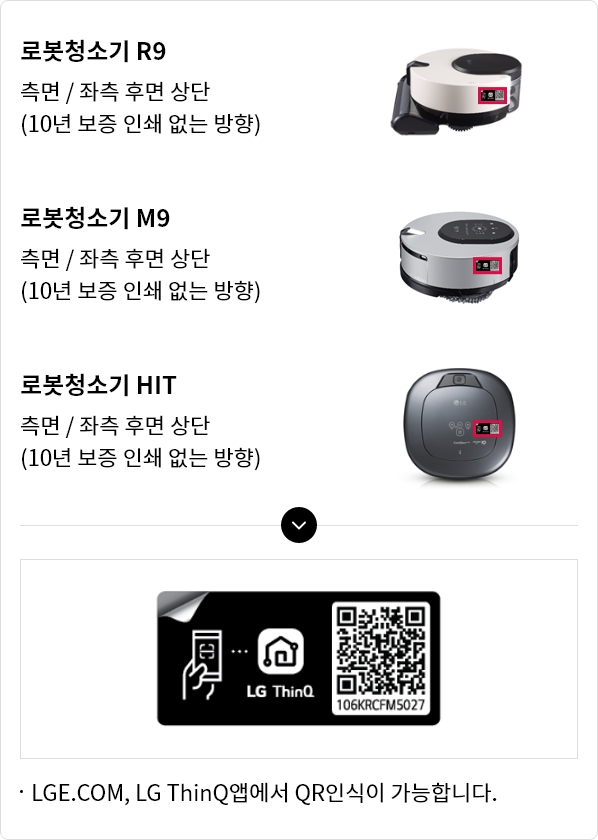 로봇청소기 R9
측면 / 좌측 후면 상단
(10년 보증 인쇄 없는 방향)
로봇청소기 M9
측면 / 좌측 후면 상단
(10년 보증 인쇄 없는 방향)
로봇청소기 HIT
측면 / 좌측 후면 상단
(10년 보증 인쇄 없는 방향)
LG
LG ThinQ
106KRCFM5027
· LGE.COM, LG ThinQ앱에서 QR인식이 가능합니다.